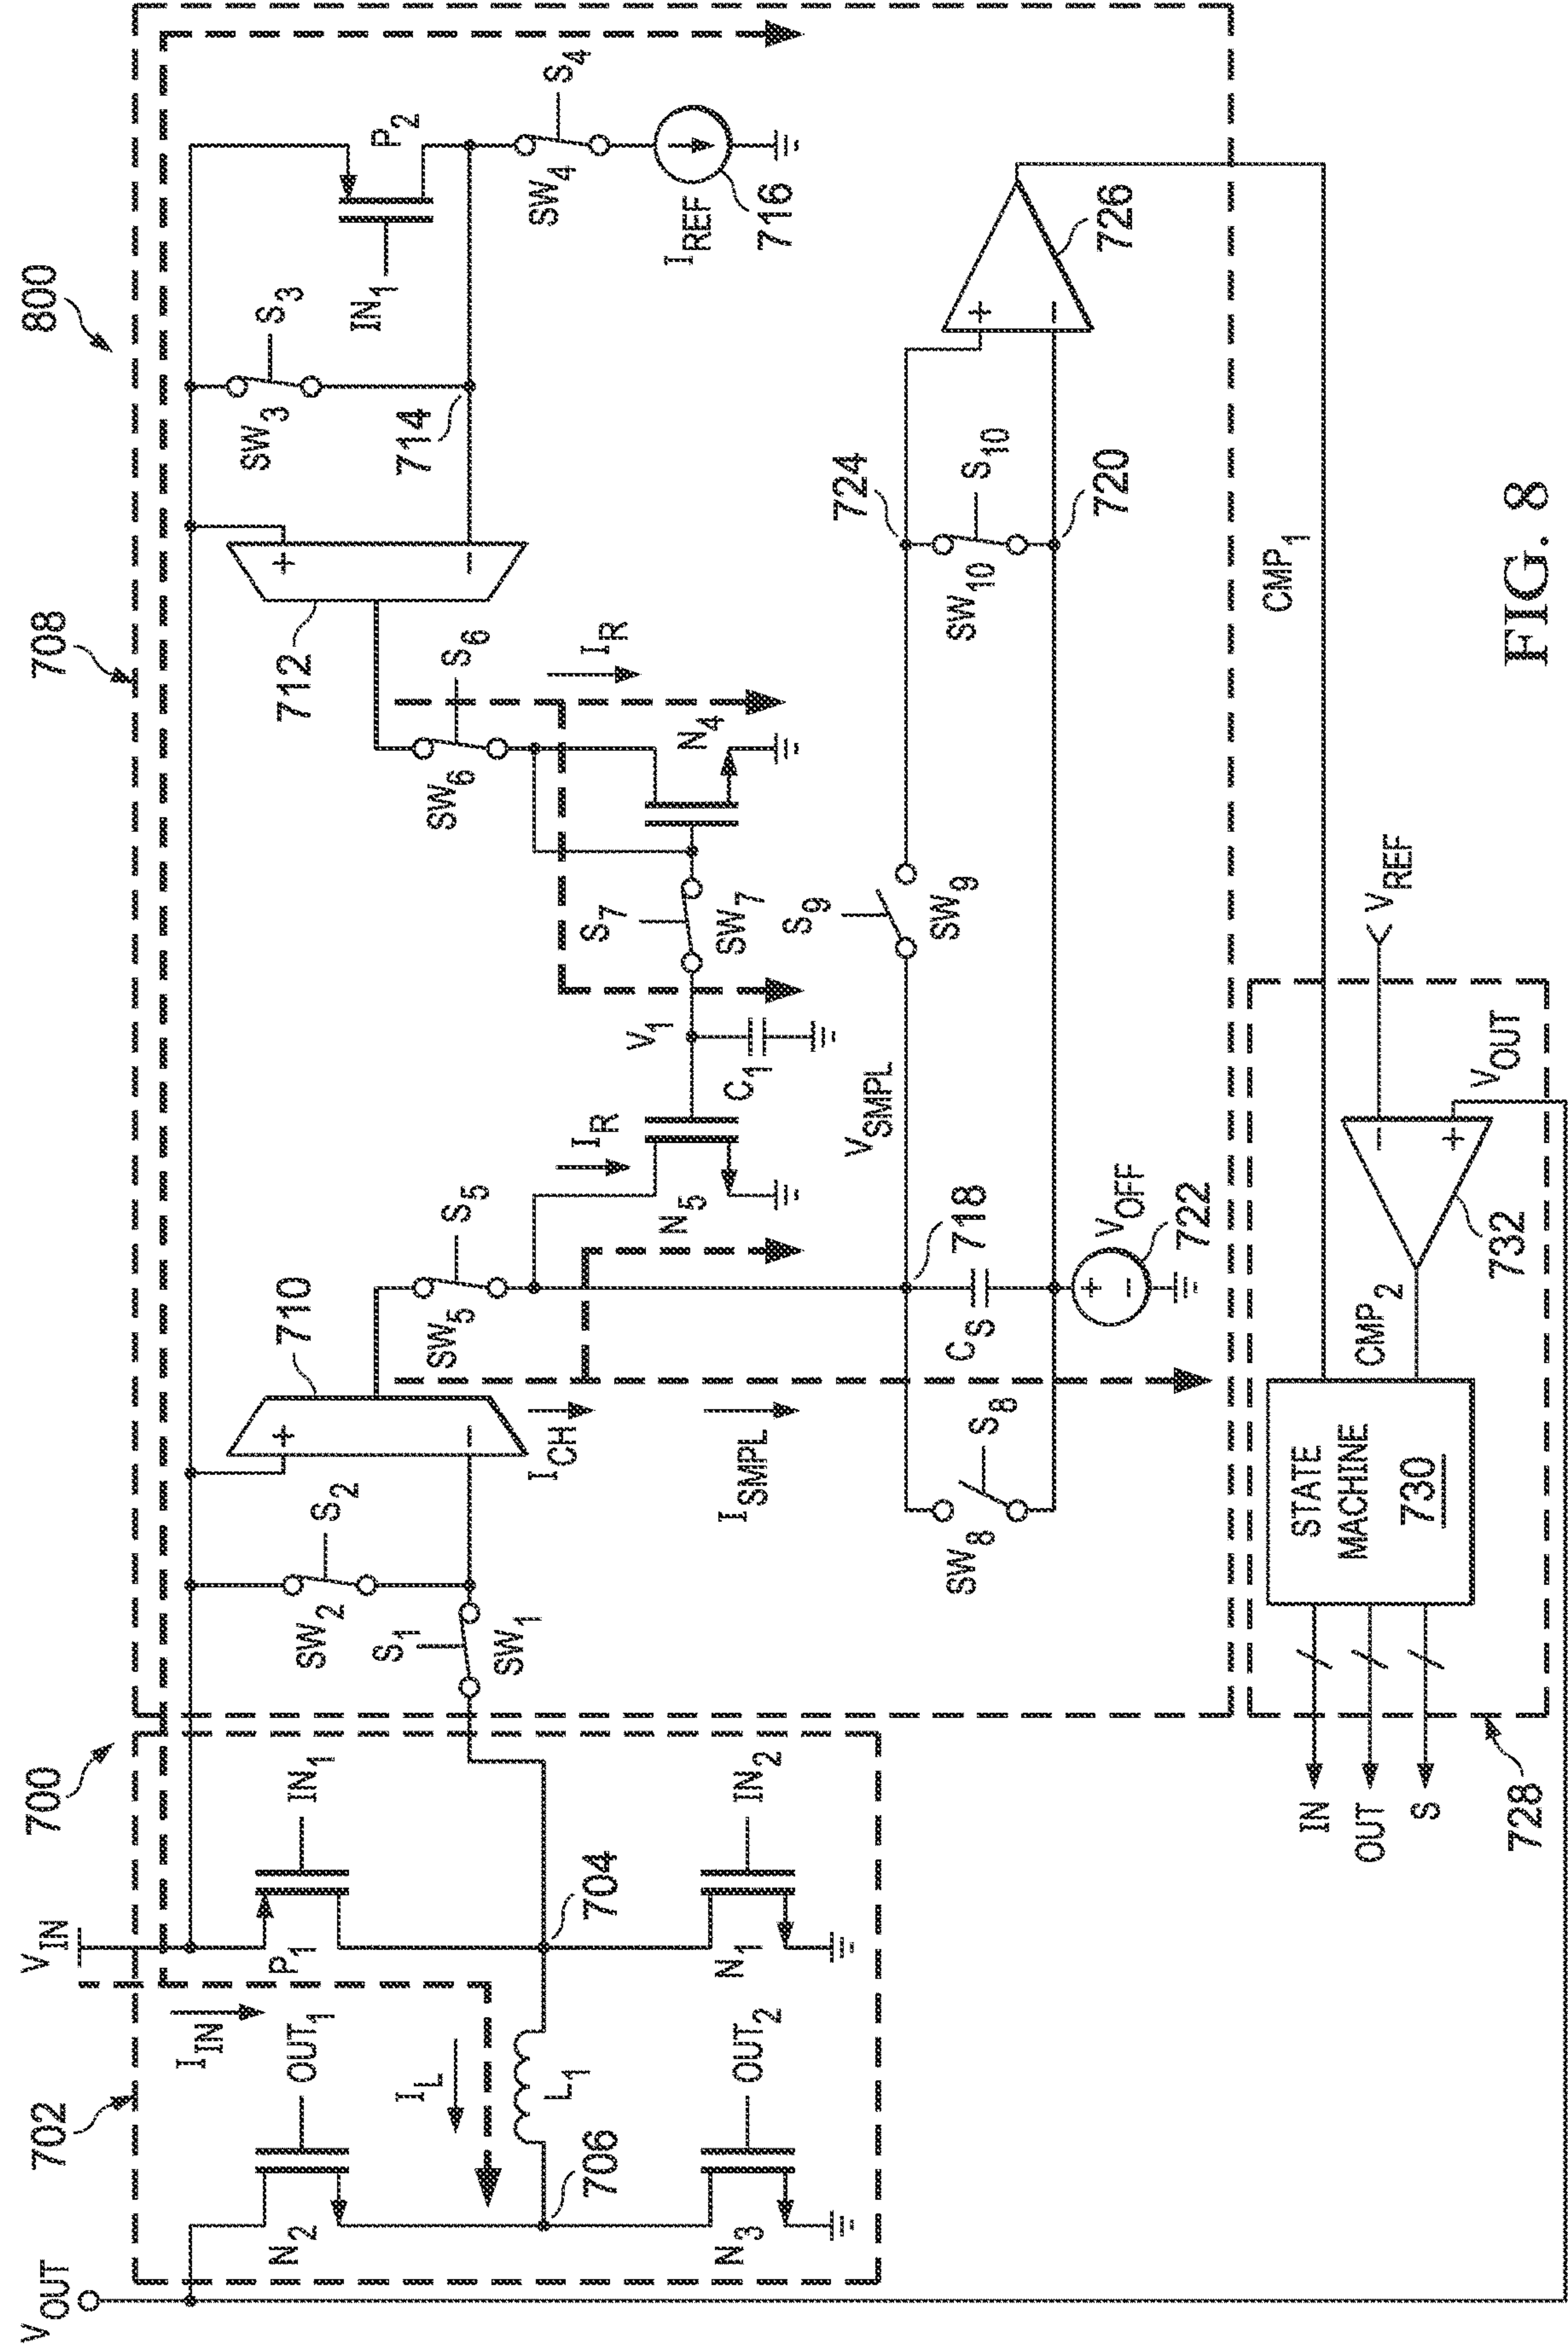 800
708
700
702
V_OUT
V_IN
I_IN
P_1
IN_1
N_2
OUT_1
I_L
L_1
704
706
N_1
IN_2
N_3
OUT_2
SW_1
S_1
SW_2
S_2
+
−
710
SW_5
S_5
I_CH
I_SMPL
I_R
N_5
V_1
C_1
S_7
SW_7
N_4
I_R
SW_6
S_6
712
+
−
SW_3
S_3
714
IN_1
P_2
SW_4
S_4
I_REF
716
SW_8
S_8
C_S
718
V_SMPL
+
−
V_OFF
722
S_9
SW_9
724
SW_10
S_10
720
+
−
726
CMP_1
V_REF
V_OUT
−
+
732
CMP_2
STATE
MACHINE
730
IN
OUT
S
728
FIG. 8